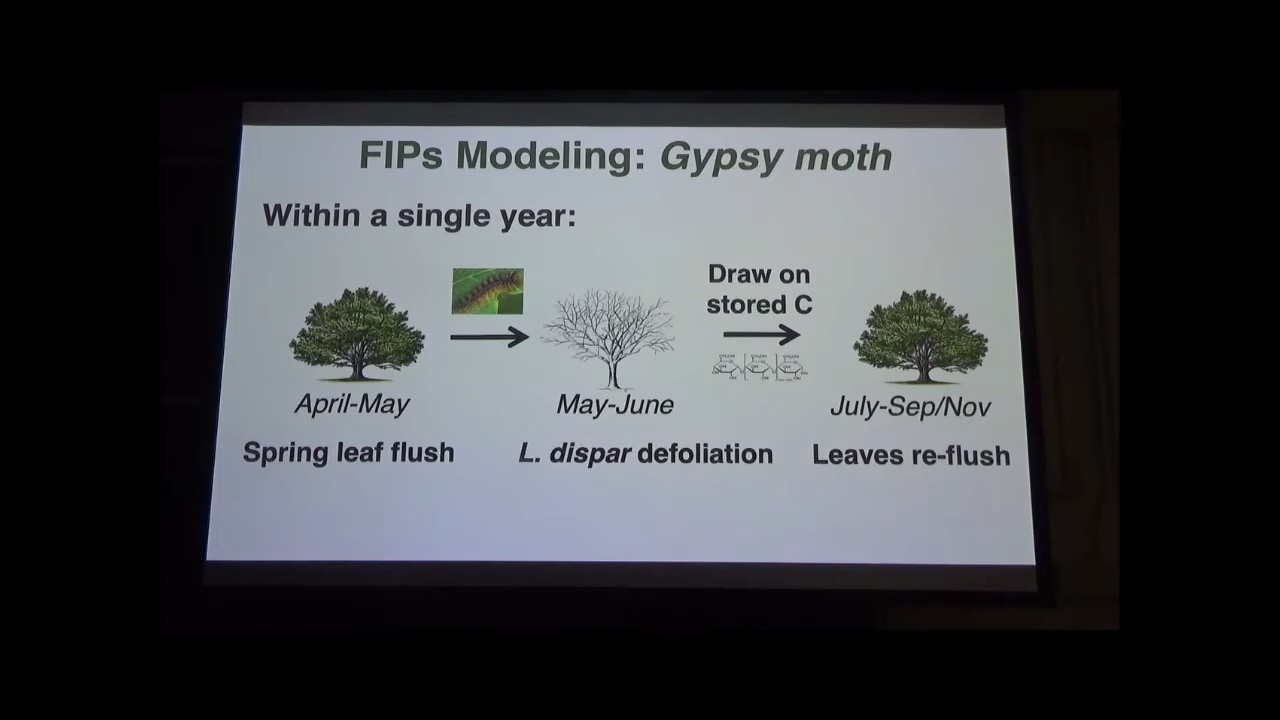 FIPs Modeling: Gypsy moth
Within a single year:
Draw on
stored C
April-May
May-June
July-Sep/Nov
Spring leaf flush
L. dispar defoliation
Leaves re-flush